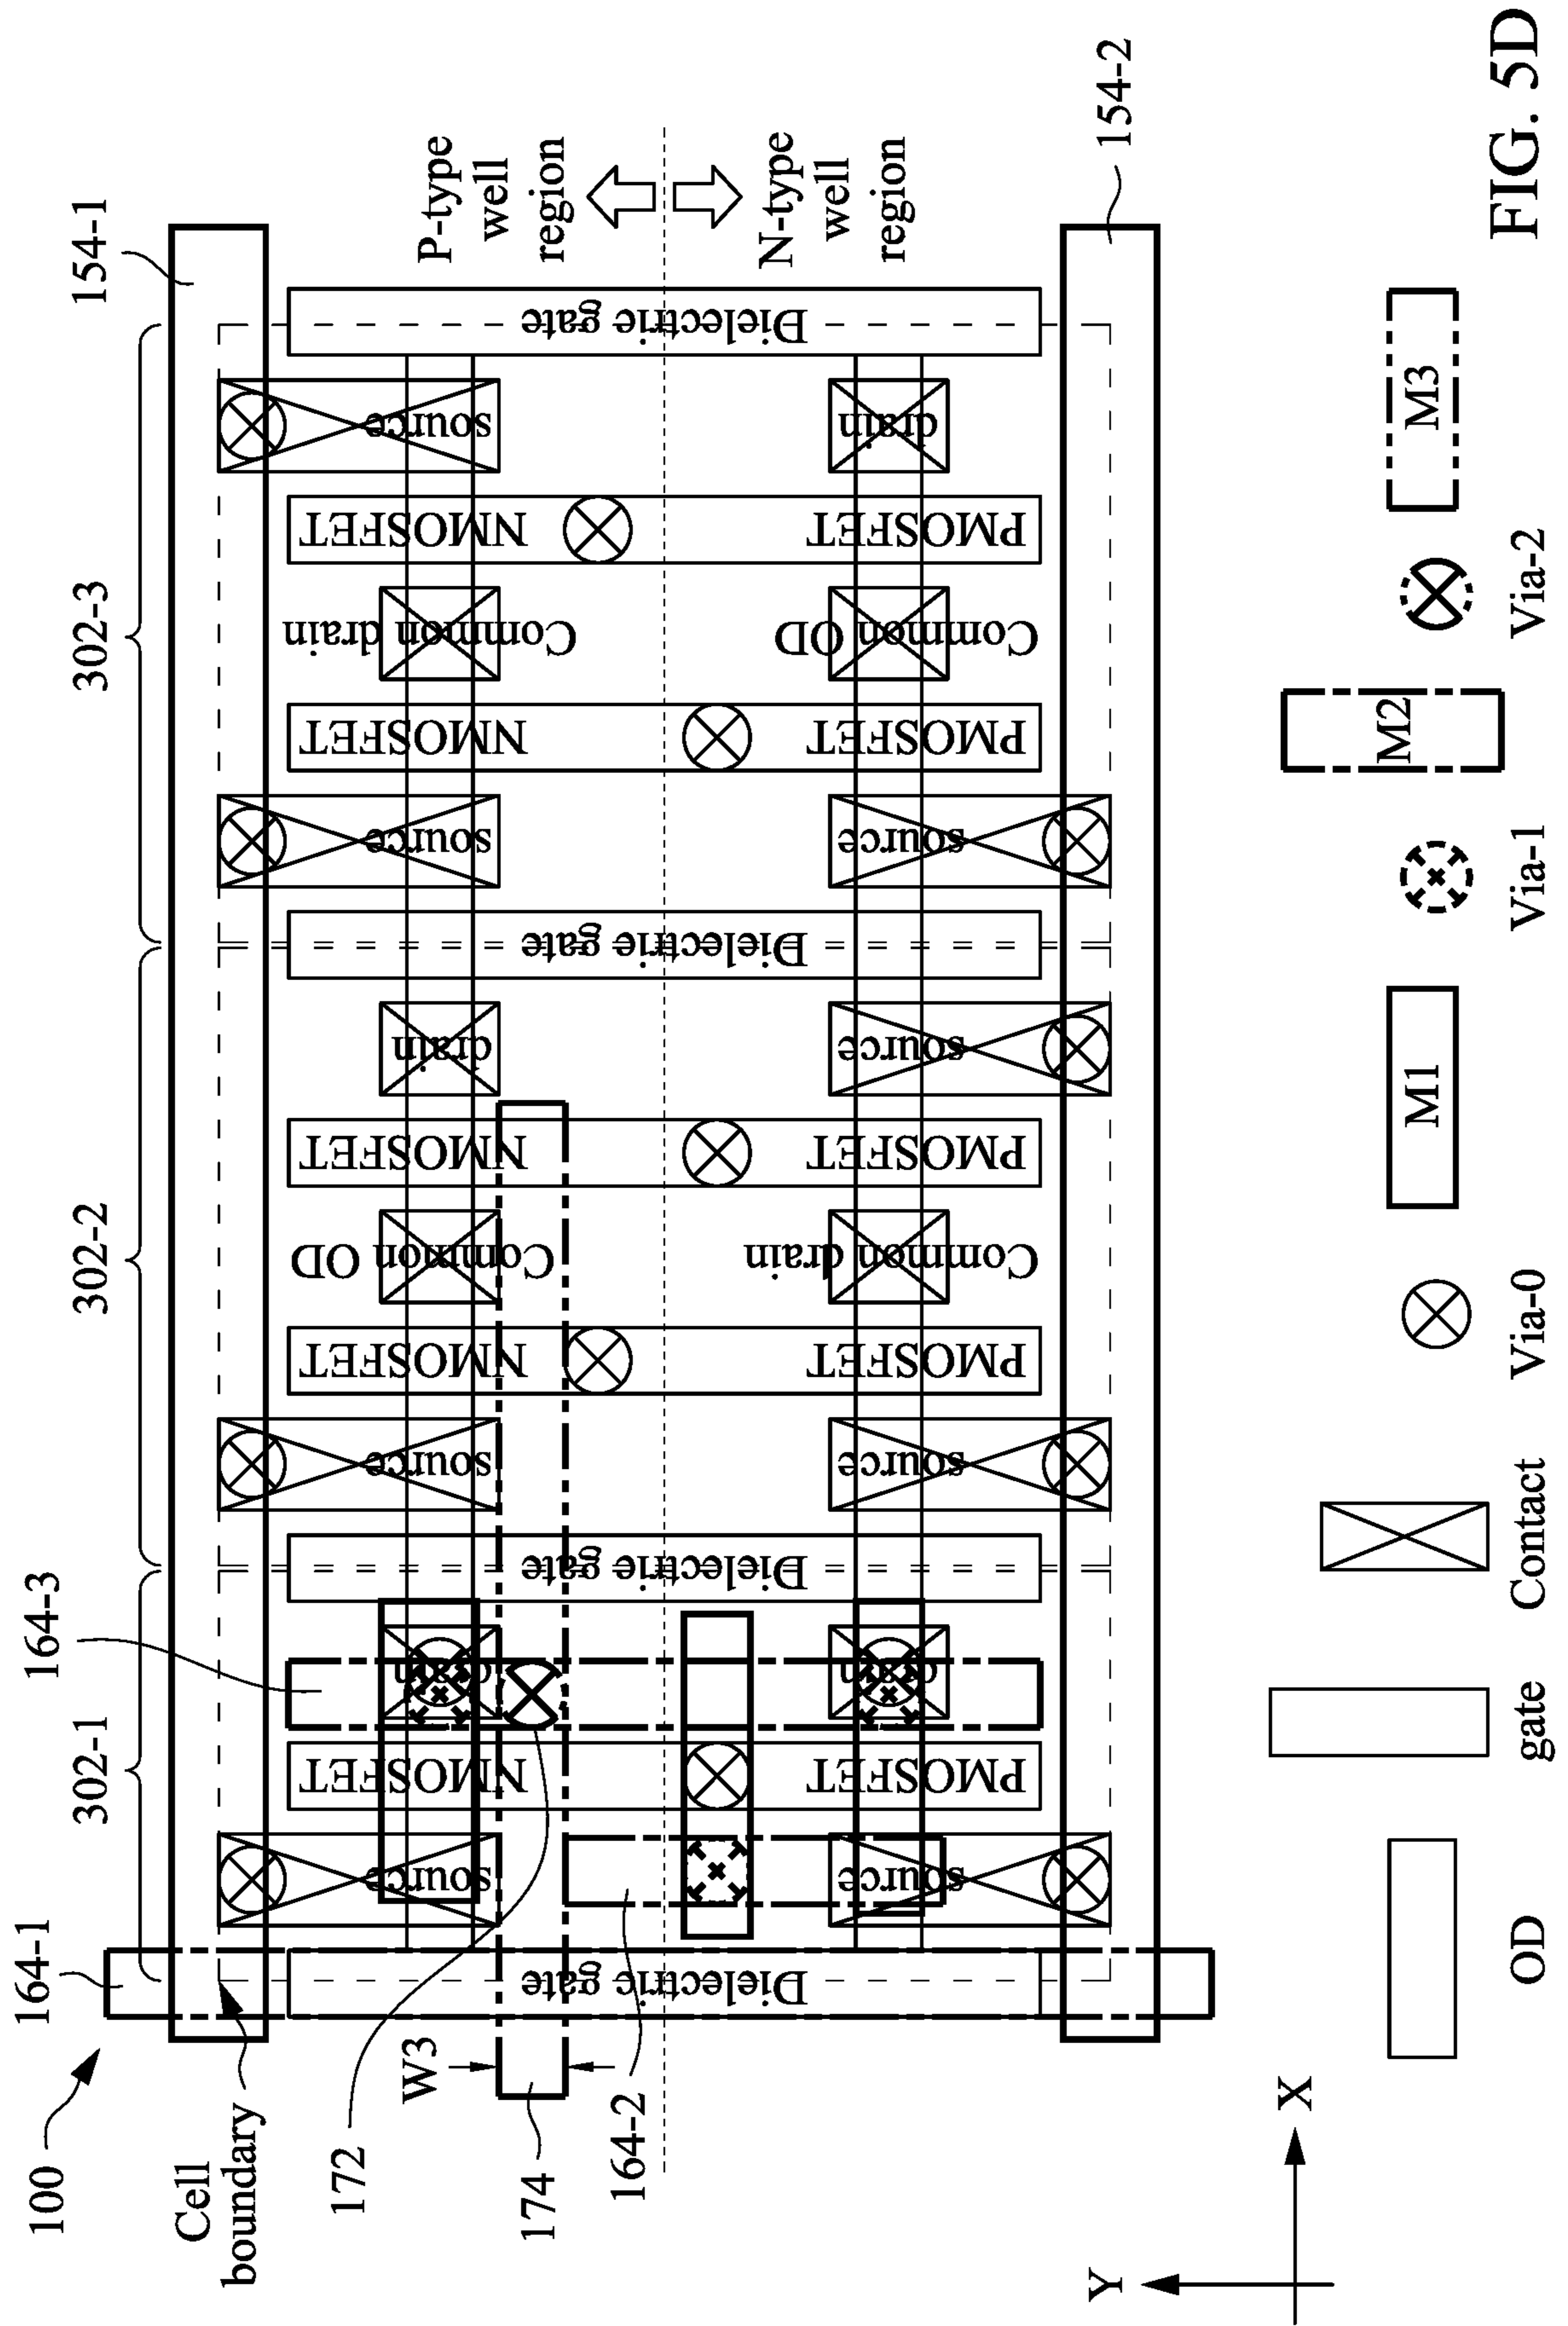 FIG. 5D
100
Cell
boundary
164-1
302-1
164-3
302-2
302-3
154-1
172
W3
174
164-2
P-type
well
region
N-type
well
region
154-2
source
NMOSFET
drain
source
NMOSFET
Common OD
NMOSFET
drain
source
NMOSFET
Common drain
NMOSFET
source
Dielectric gate
Dielectric gate
Dielectric gate
Dielectric gate
source
PMOSFET
drain
source
PMOSFET
Common drain
PMOSFET
source
source
PMOSFET
Common OD
PMOSFET
drain
Y
X
OD
gate
Contact
Via-0
M1
Via-1
M2
Via-2
M3